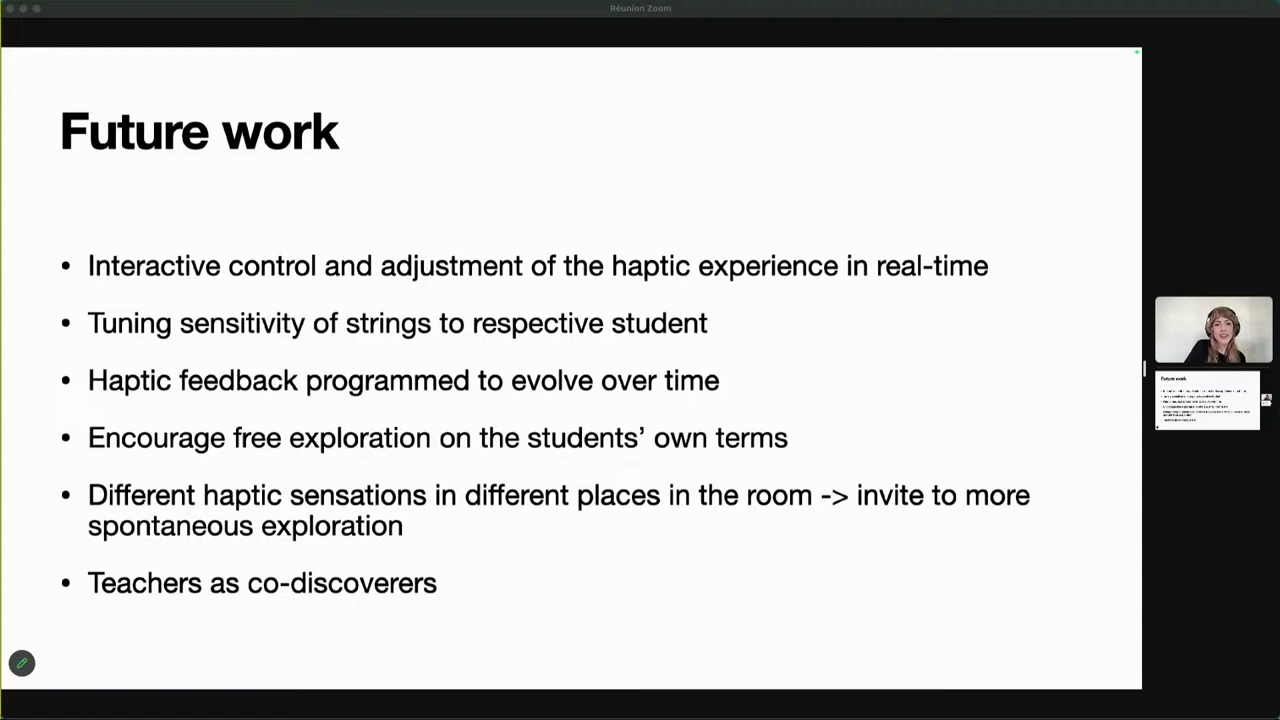 Réunion Zoom
Future work
• Interactive control and adjustment of the haptic experience in real-time
• Tuning sensitivity of strings to respective student
• Haptic feedback programmed to evolve over time
• Encourage free exploration on the students’ own terms
• Different haptic sensations in different places in the room -> invite to more
spontaneous exploration
• Teachers as co-discoverers
Future work